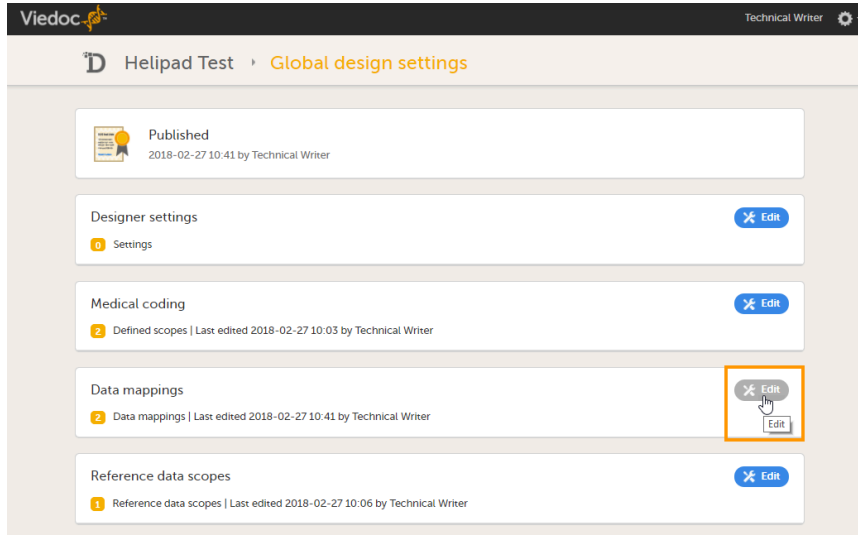 Viedoc
Technical Writer
Helipad Test Global design settings
Published
2018-02-27 10:41 by Technical Writer
Designer settings
Edit
0 Settings
Medical coding
Edit
2 Defined scopes | Last edited 2018-02-27 10:03 by Technical Writer
Data mappings
Edit
2 Data mappings | Last edited 2018-02-27 10:41 by Technical Writer
Edit
Reference data scopes
Edit
1 Reference data scopes | Last edited 2018-02-27 10:06 by Technical Writer